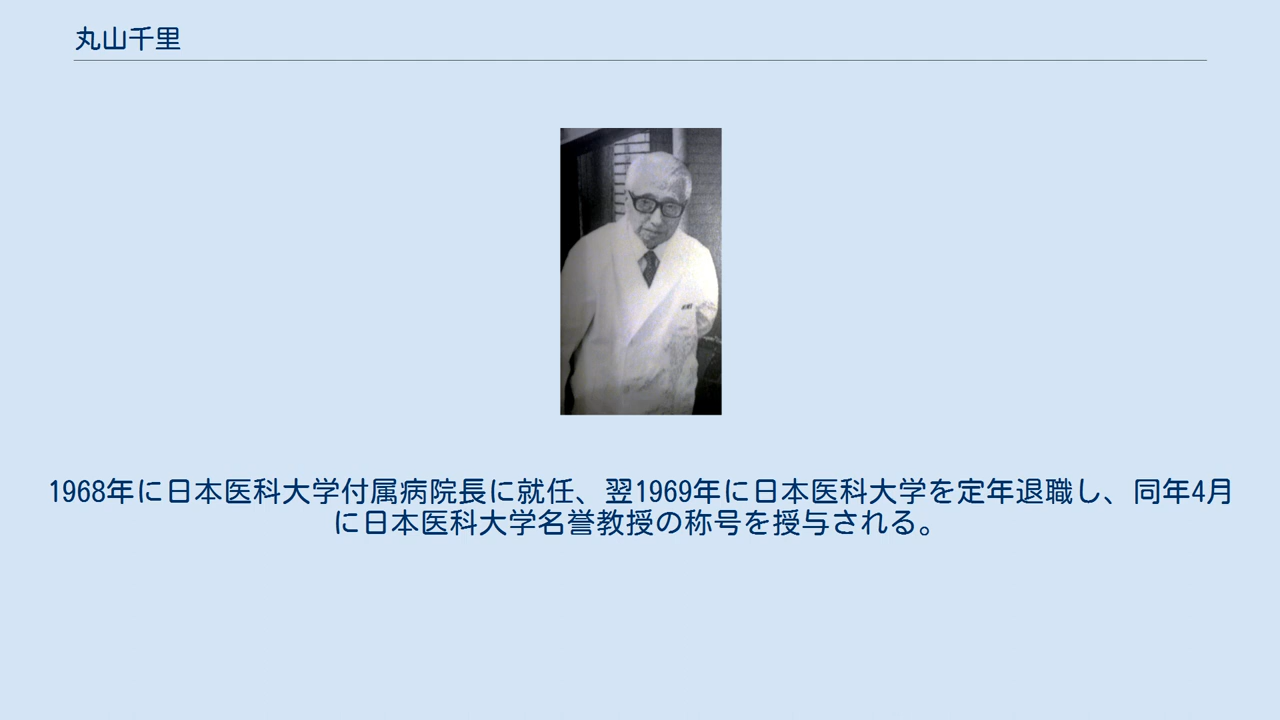 丸山千里
1968年に日本医科大学付属病院長に就任、翌1969年に日本医科大学を定年退職し、同年4月
に日本医科大学名誉教授の称号を授与される。